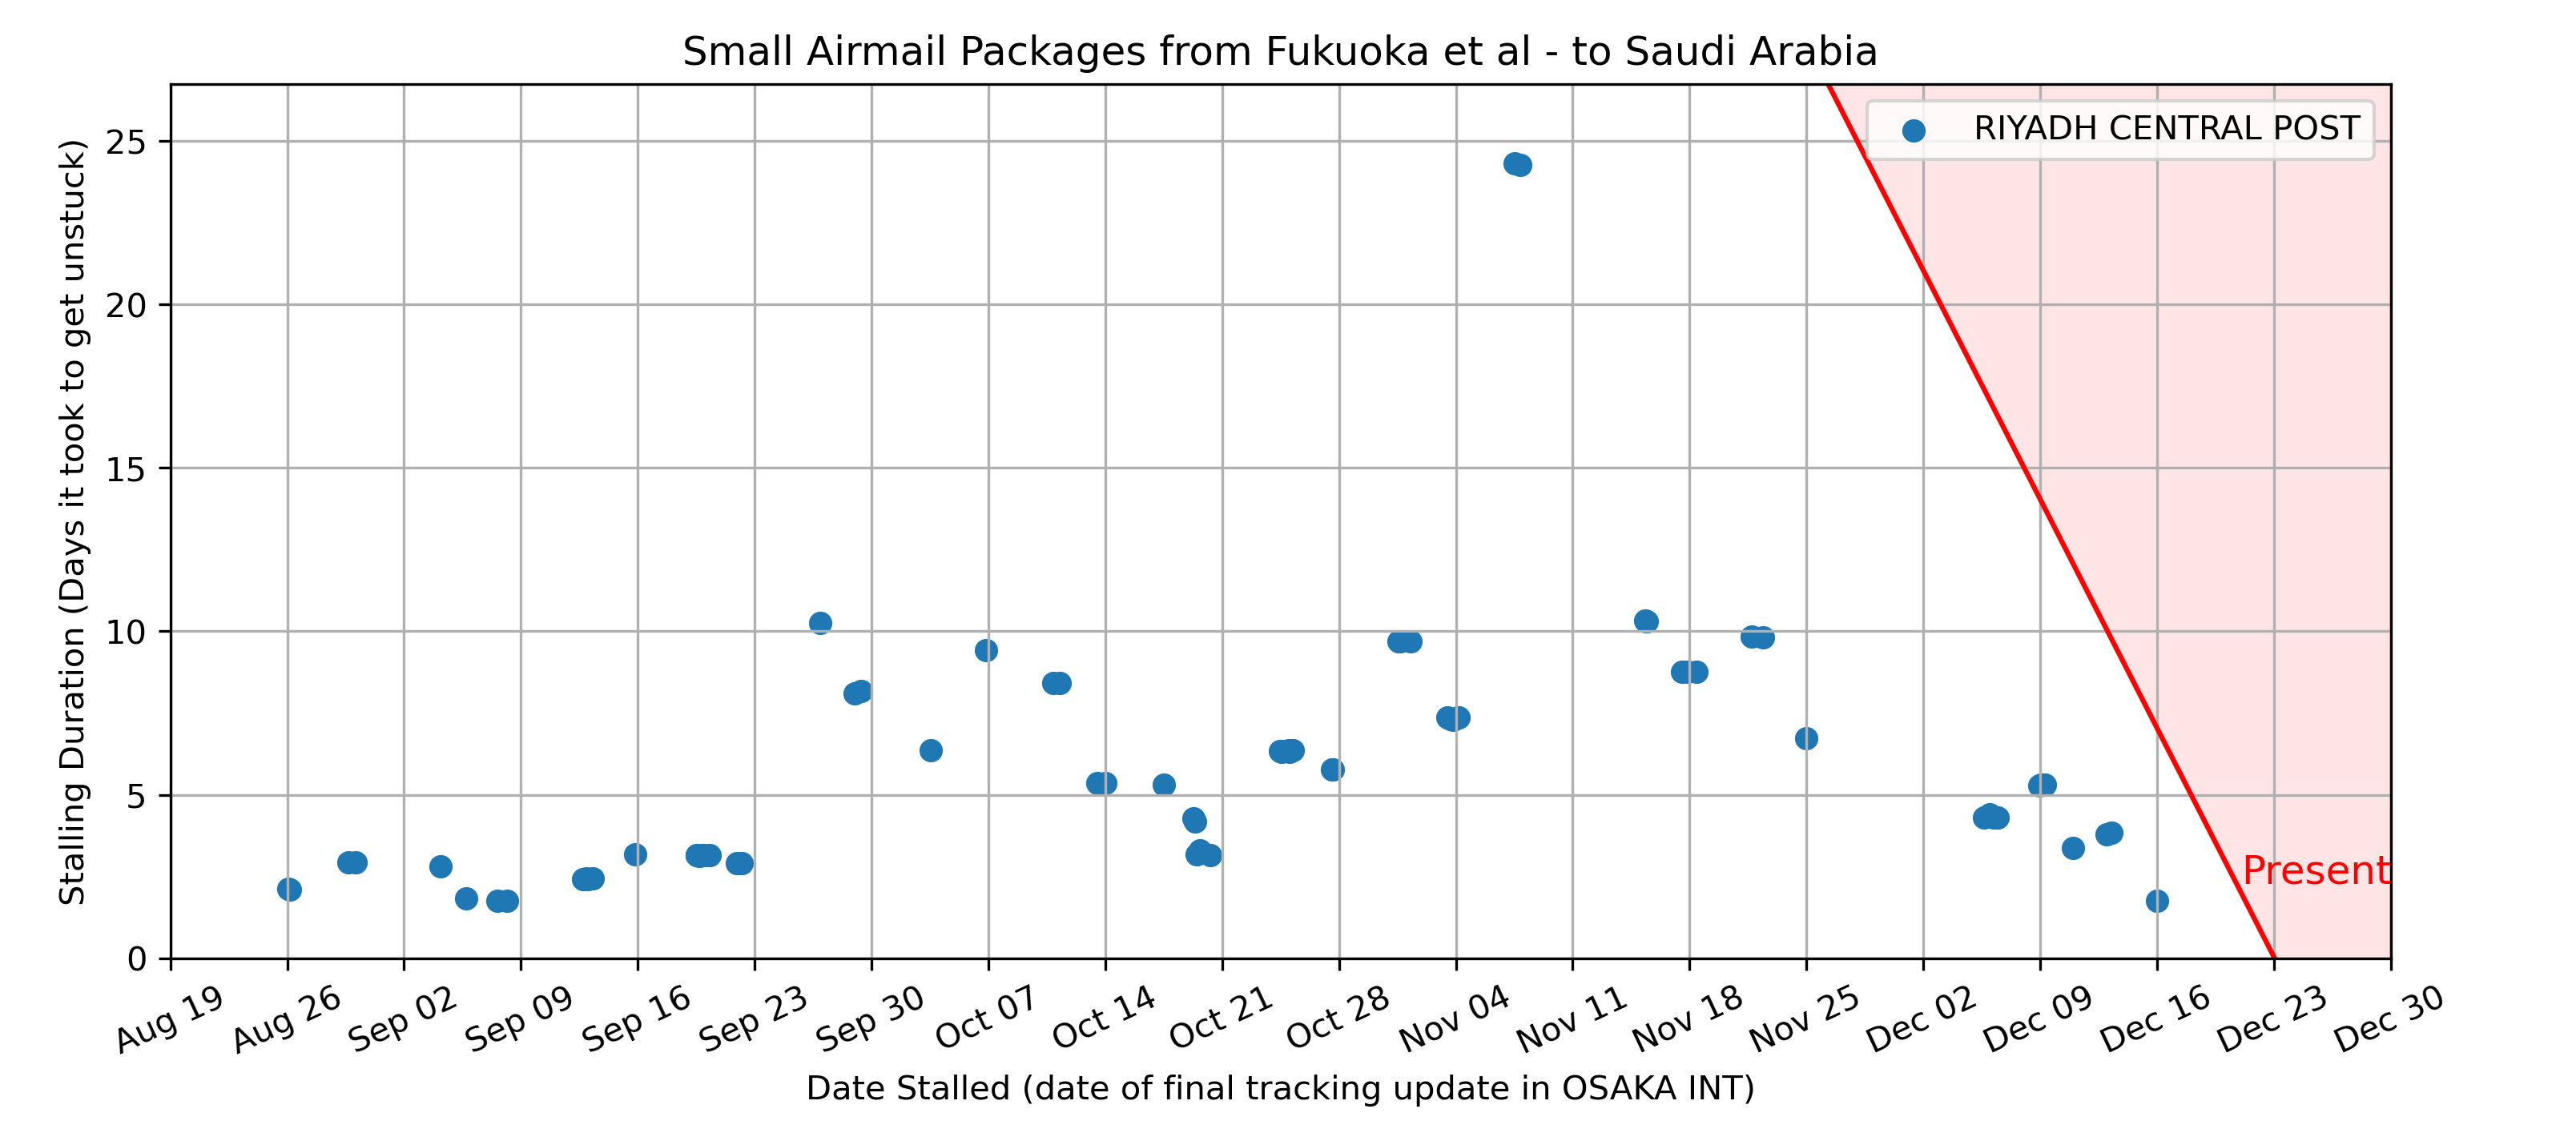 Small Airmail Packages from Fukuoka et al - to Saudi Arabia
RIYADH CENTRAL POST
Stalling Duration (Days it took to get unstuck)
25
20
15
10
5
0
Present
Aug 19
Aug 26
Sep 02
Sep 09
Sep 16
Sep 23
Sep 30
Oct 07
Oct 14
Oct 21
Oct 28
Nov 04
Nov 11
Nov 18
Nov 25
Dec 02
Dec 09
Dec 16
Dec 23
Dec 30
Date Stalled (date of final tracking update in OSAKA INT)